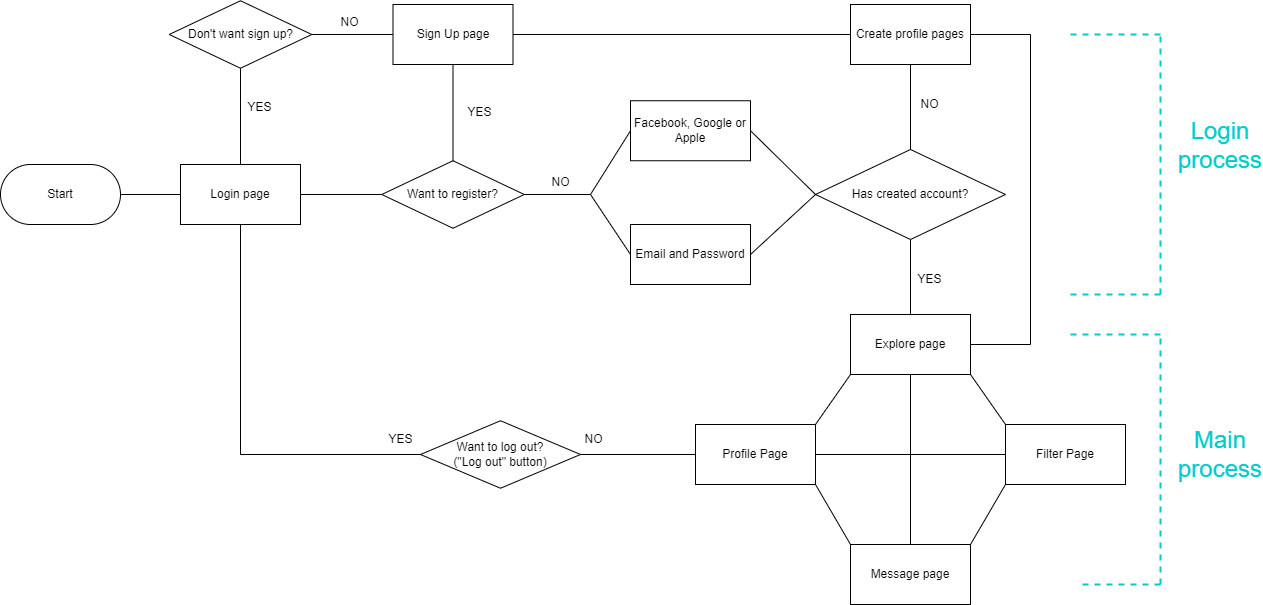 Don't want sign up?
NO
Sign Up page
Create profile pages
YES
YES
NO
Facebook, Google or
Apple
Login
process
Start
Login page
Want to register?
NO
Has created account?
Email and Password
YES
Explore page
YES
Want to log out?
("Log out" button)
NO
Profile Page
Filter Page
Main
process
Message page